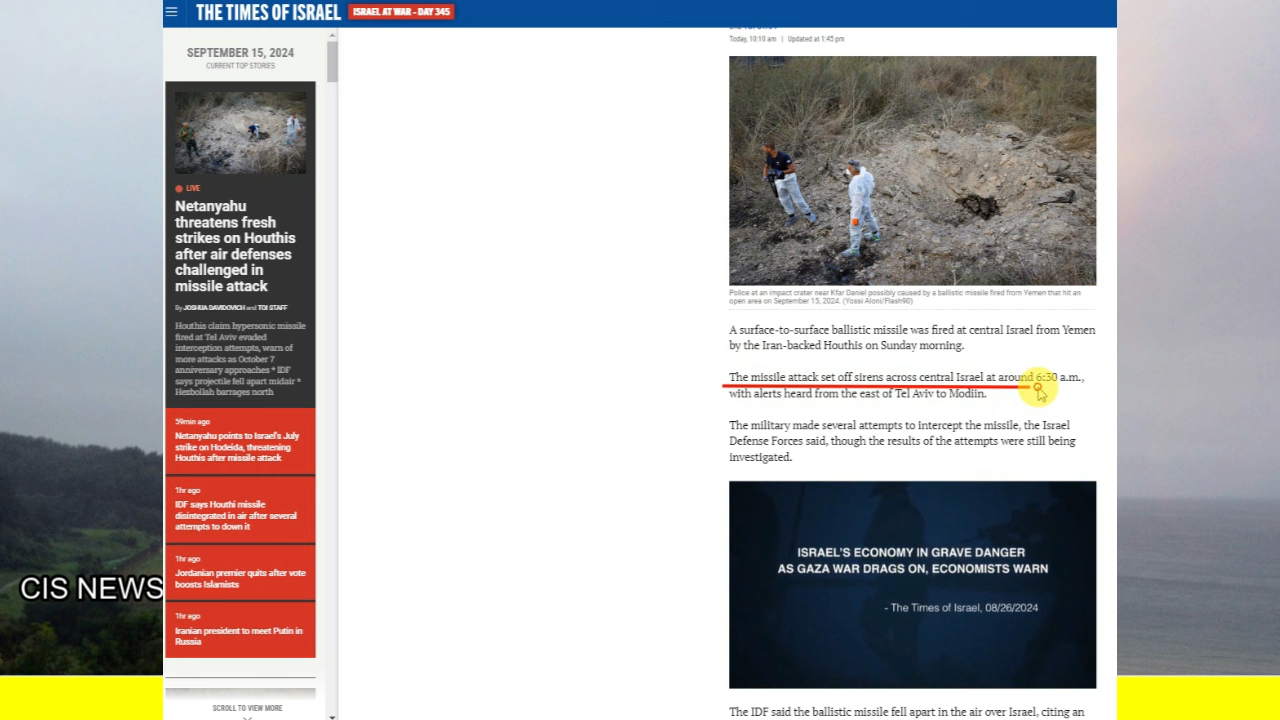 THE TIMES OF ISRAEL
ISRAEL AT WAR - DAY 345
SEPTEMBER 15, 2024
CURRENT TOP STORIES
LIVE
Netanyahu
threatens fresh
strikes on Houthis
after air defenses
challenged in
missile attack
By JOSHUA DAVIDOVICH and TOI STAFF
Houthis claim hypersonic missile
fired at Tel Aviv evaded
interception attempts, warn of
more attacks as October 7
anniversary approaches * IDF
says projectile fell apart midair *
Hezbollah barrages north
59min ago
Netanyahu points to Israel's July
strike on Hodeida, threatening
Houthis after missile attack
1hr ago
IDF says Houthi missile
disintegrated in air after several
attempts to down it
1hr ago
Jordanian premier quits after vote
boosts Islamists
1hr ago
Iranian president to meet Putin in
Russia
SCROLL TO VIEW MORE
CIS NEWS
Today, 10:10 am | Updated at 1:45 pm
Police at an impact crater near Kfar Daniel possibly caused by a ballistic missile fired from Yemen that hit an
open area on September 15, 2024. (Yossi Aloni/Flash90)
A surface-to-surface ballistic missile was fired at central Israel from Yemen
by the Iran-backed Houthis on Sunday morning.
The missile attack set off sirens across central Israel at around 6:30 a.m.,
with alerts heard from the east of Tel Aviv to Modiin.
The military made several attempts to intercept the missile, the Israel
Defense Forces said, though the results of the attempts were still being
investigated.
ISRAEL'S ECONOMY IN GRAVE DANGER
AS GAZA WAR DRAGS ON, ECONOMISTS WARN
- The Times of Israel, 08/26/2024
The IDF said the ballistic missile fell apart in the air over Israel, citing an